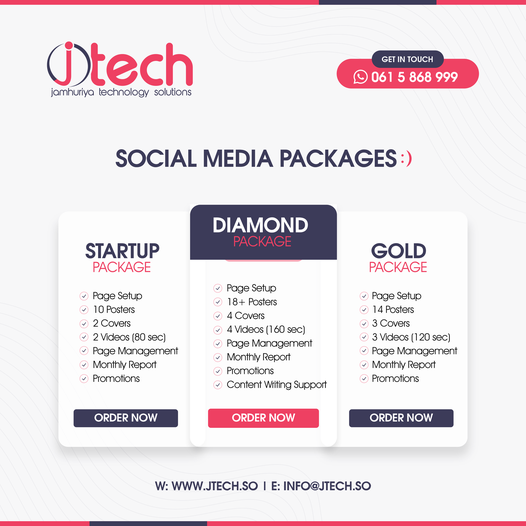 jtech
jamhuriya technology solutions
GET IN TOUCH
061 5 868 999
SOCIAL MEDIA PACKAGES :)
STARTUP
PACKAGE
Page Setup
10 Posters
2 Covers
2 Videos (80 sec)
Page Management
Monthly Report
Promotions
ORDER NOW
DIAMOND
PACKAGE
Page Setup
18+ Posters
4 Covers
4 Videos (160 sec)
Page Management
Monthly Report
Promotions
Content Writing Support
ORDER NOW
GOLD
PACKAGE
Page Setup
14 Posters
3 Covers
3 Videos (120 sec)
Page Management
Monthly Report
Promotions
ORDER NOW
W: WWW.JTECH.SO | E: INFO@JTECH.SO